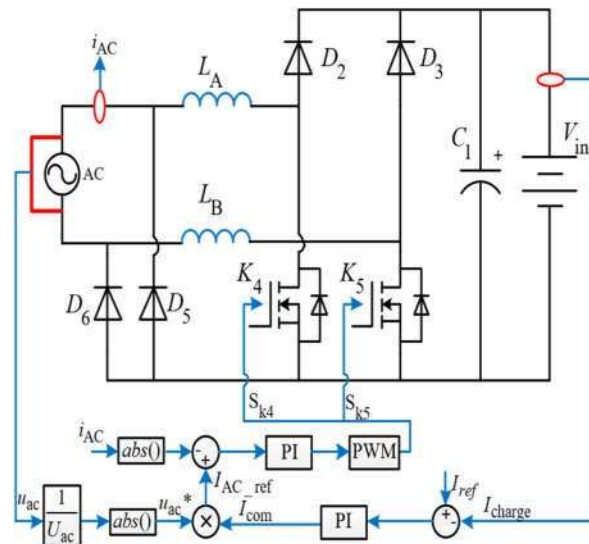 i_AC
L_A
D_2
D_3
C_1
+
V_in
AC
L_B
K_4
K_5
D_6
D_5
S_k4
S_k5
i_AC
abs()
-
+
PI
PWM
I_AC_ref
I_ref
u_ac
1
U_ac
abs()
u_ac*
×
I_com
PI
+
-
I_charge